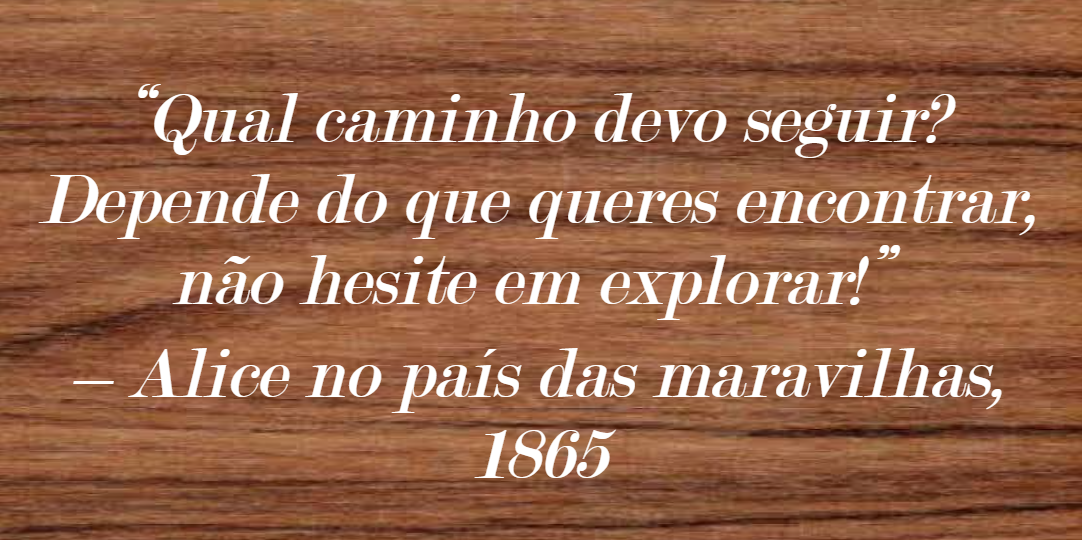 “Qual caminho devo seguir?
Depende do que queres encontrar,
não hesite em explorar!”
— Alice no país das maravilhas,
1865